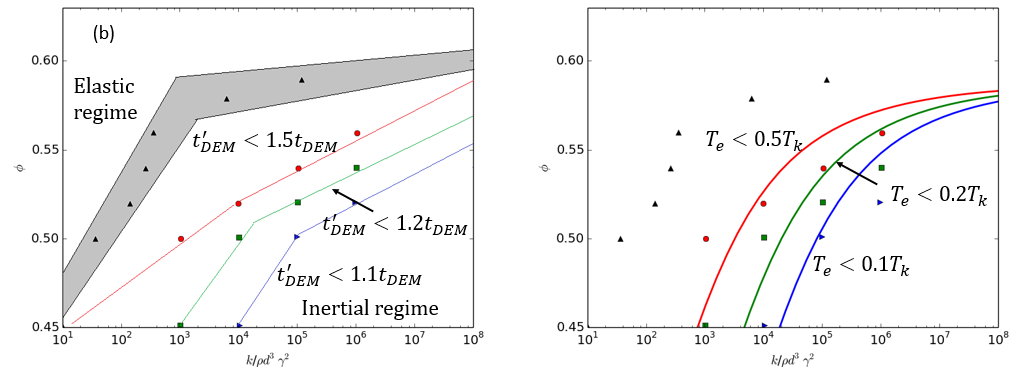 (b)
0.60
0.55
0.50
0.45
ϕ
Elastic
regime
t′DEM < 1.5tDEM
t′DEM < 1.2tDEM
t′DEM < 1.1tDEM
Inertial regime
10¹ 10² 10³ 10⁴ 10⁵ 10⁶ 10⁷ 10⁸
k/ρd³ γ²
0.60
0.55
0.50
0.45
ϕ
Te < 0.5Tk
Te < 0.2Tk
Te < 0.1Tk
10¹ 10² 10³ 10⁴ 10⁵ 10⁶ 10⁷ 10⁸
k/ρd³ γ²